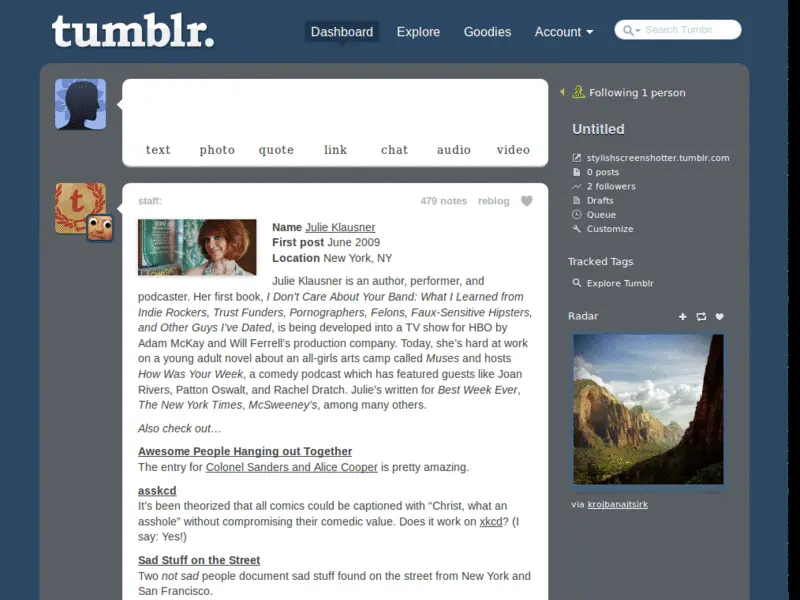 tumblr.
Dashboard
Explore
Goodies
Account
Search Tumblr
text
photo
quote
link
chat
audio
video
staff:
479 notes
reblog
Name Julie Klausner
First post June 2009
Location New York, NY
Julie Klausner is an author, performer, and
podcaster. Her first book, I Don't Care About Your Band: What I Learned from
Indie Rockers, Trust Funders, Pornographers, Felons, Faux-Sensitive Hipsters,
and Other Guys I've Dated, is being developed into a TV show for HBO by
Adam McKay and Will Ferrell's production company. Today, she's hard at work
on a young adult novel about an all-girls arts camp called Muses and hosts
How Was Your Week, a comedy podcast which has featured guests like Joan
Rivers, Patton Oswalt, and Rachel Dratch. Julie's written for Best Week Ever,
The New York Times, McSweeney's, among many others.
Also check out…
Awesome People Hanging out Together
The entry for Colonel Sanders and Alice Cooper is pretty amazing.
asskcd
It's been theorized that all comics could be captioned with “Christ, what an
asshole” without compromising their comedic value. Does it work on xkcd? (I
say: Yes!)
Sad Stuff on the Street
Two not sad people document sad stuff found on the street from New York and
San Francisco.
Following 1 person
Untitled
stylishscreenshotter.tumblr.com
0 posts
2 followers
Drafts
Queue
Customize
Tracked Tags
Explore Tumblr
Radar
via krojbanajtsirk